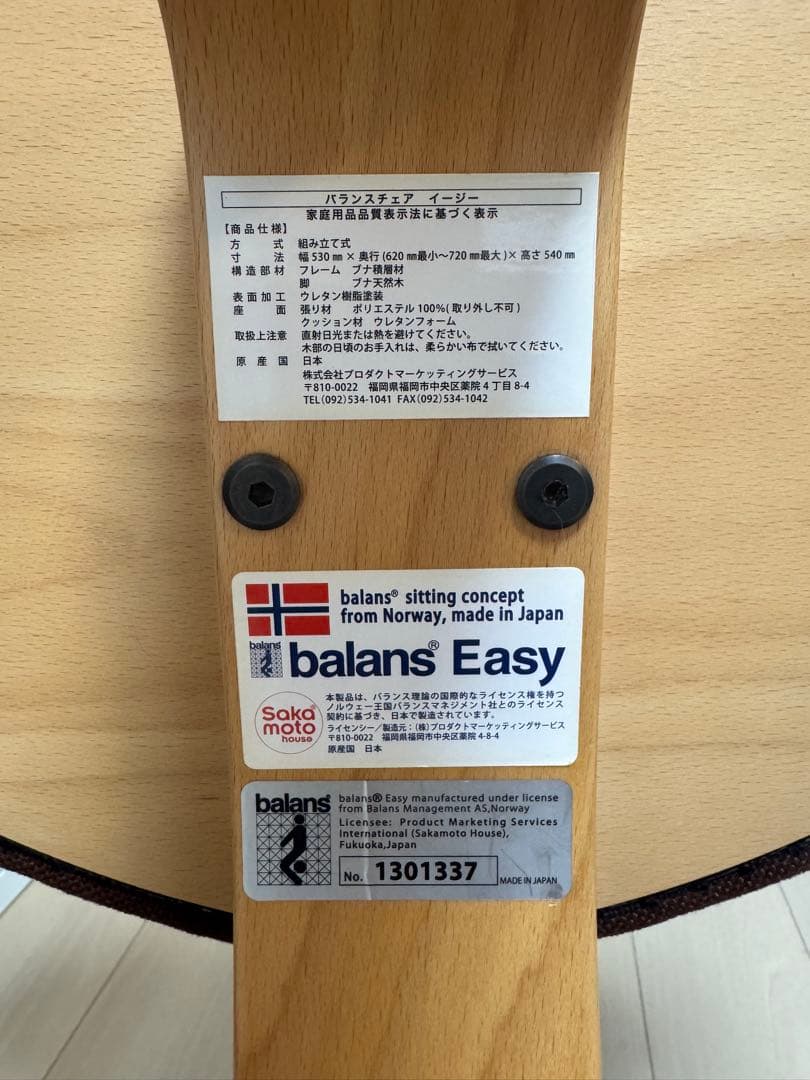 バランスチェア イージー
家庭用品品質表示法に基づく表示
【商品仕様】
方 式 組み立て式
寸 法 幅 530 ㎜ × 奥行 (620 ㎜最小～720 ㎜最大 )× 高さ 540 ㎜
構造部材 フレーム ブナ積層材
脚 ブナ天然木
表面加工 ウレタン樹脂塗装
座 面 張り材 ポリエステル 100%( 取り外し不可 )
クッション材 ウレタンフォーム
取扱上注意 直射日光または熱を避けてください。
木部の日頃のお手入れは、柔らかい布で拭いてください。
原産国 日本
株式会社プロダクトマーケッティングサービス
〒810-0022 福岡県福岡市中央区薬院 4 丁目 8-4
TEL(092)534-1041 FAX(092)534-1042
balans® sitting concept
from Norway, made in Japan
balans
balans® Easy
Saka
moto
house
本製品は、バランス理論の国際的なライセンス権を持つ
ノルウェー王国バランスマネジメント社とのライセンス
契約に基づき、日本で製造されています。
ライセンシー／製造元：（株）プロダクトマーケッティングサービス
〒810-0022 福岡県福岡市中央区薬院 4-8-4
原産国 日本
balans®
balans® Easy manufactured under license
from Balans Management AS,Norway
Licensee: Product Marketing Services
International (Sakamoto House),
Fukuoka,Japan
No. 1301337
MADE IN JAPAN